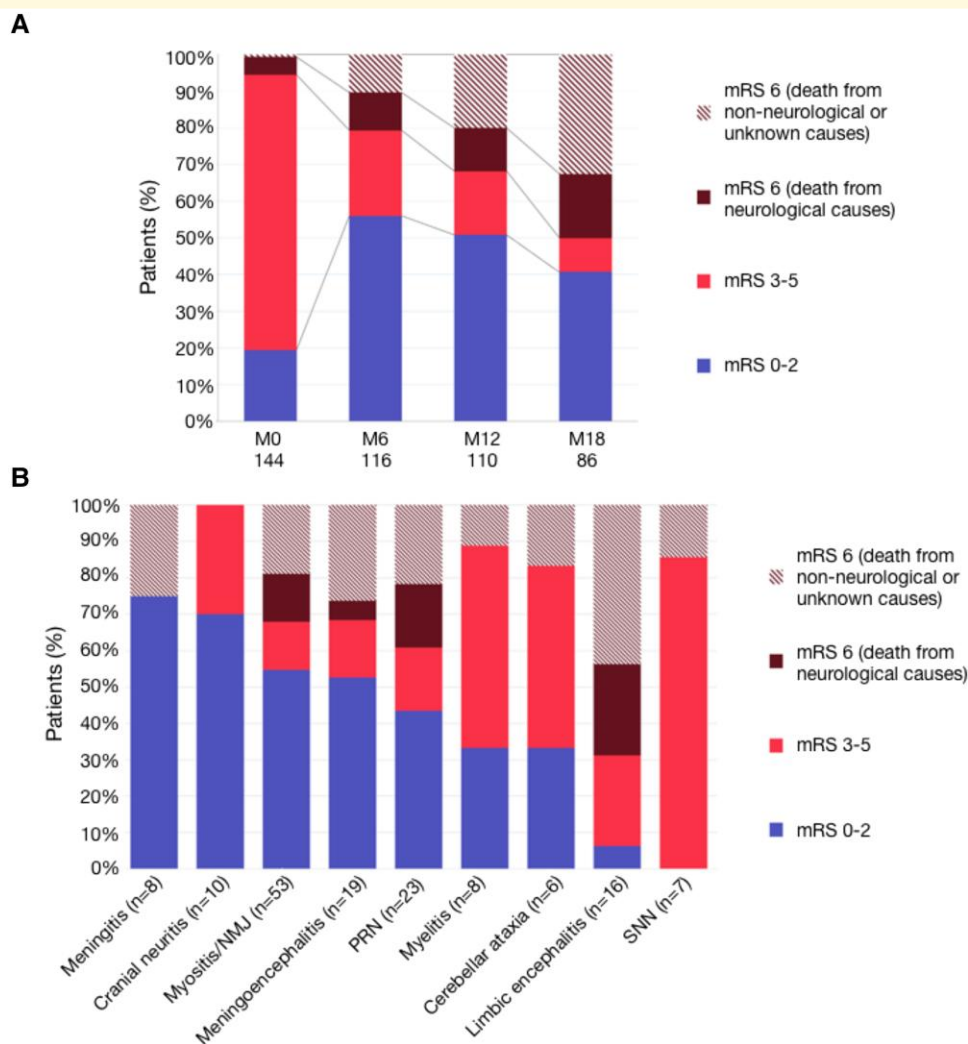 A
100%
90%
80%
70%
60%
50%
40%
30%
20%
10%
0%
Patients (%)
M0
144
M6
116
M12
110
M18
86
mRS 6 (death from
non-neurological or
unknown causes)
mRS 6 (death from
neurological causes)
mRS 3-5
mRS 0-2
B
100%
90%
80%
70%
60%
50%
40%
30%
20%
10%
0%
Patients (%)
Meningitis (n=8)
Cranial neuritis (n=10)
Myositis/NMJ (n=53)
Meningoencephalitis (n=19)
PRN (n=23)
Myelitis (n=8)
Cerebellar ataxia (n=6)
Limbic encephalitis (n=16)
SNN (n=7)
mRS 6 (death from
non-neurological or
unknown causes)
mRS 6 (death from
neurological causes)
mRS 3-5
mRS 0-2